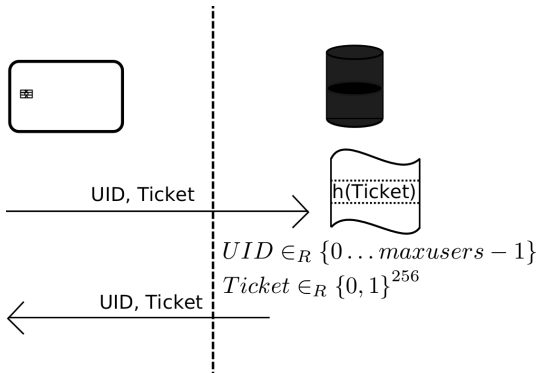 UID, Ticket
h(Ticket)
UID ∈_R {0 … maxusers − 1}
Ticket ∈_R {0, 1}^256
UID, Ticket